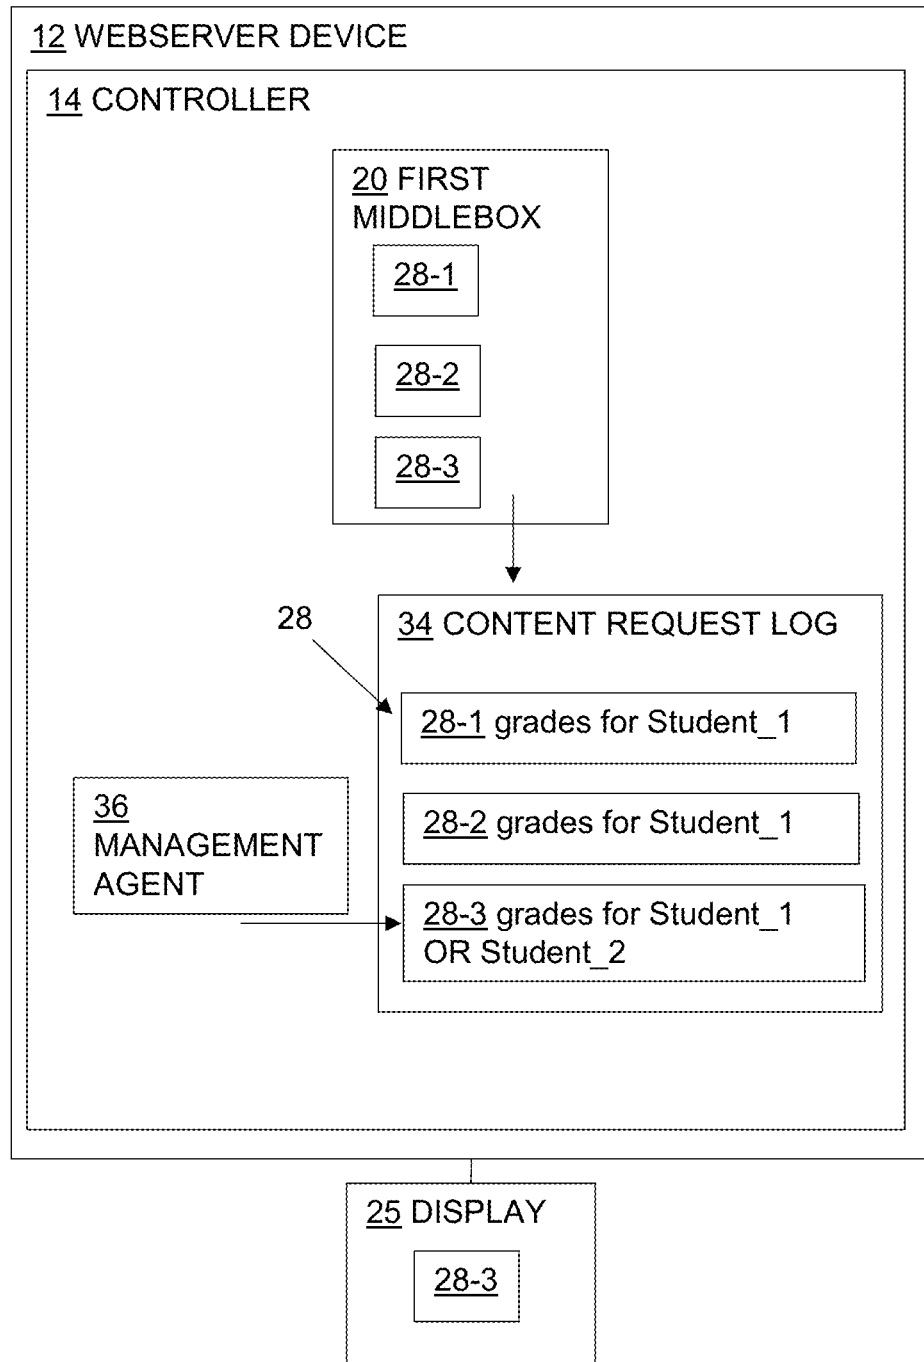 12 WEBSERVER DEVICE
14 CONTROLLER
20 FIRST
MIDDLEBOX
28-1
28-2
28-3
28
34 CONTENT REQUEST LOG
28-1 grades for Student_1
28-2 grades for Student_1
28-3 grades for Student_1
OR Student_2
36
MANAGEMENT
AGENT
25 DISPLAY
28-3